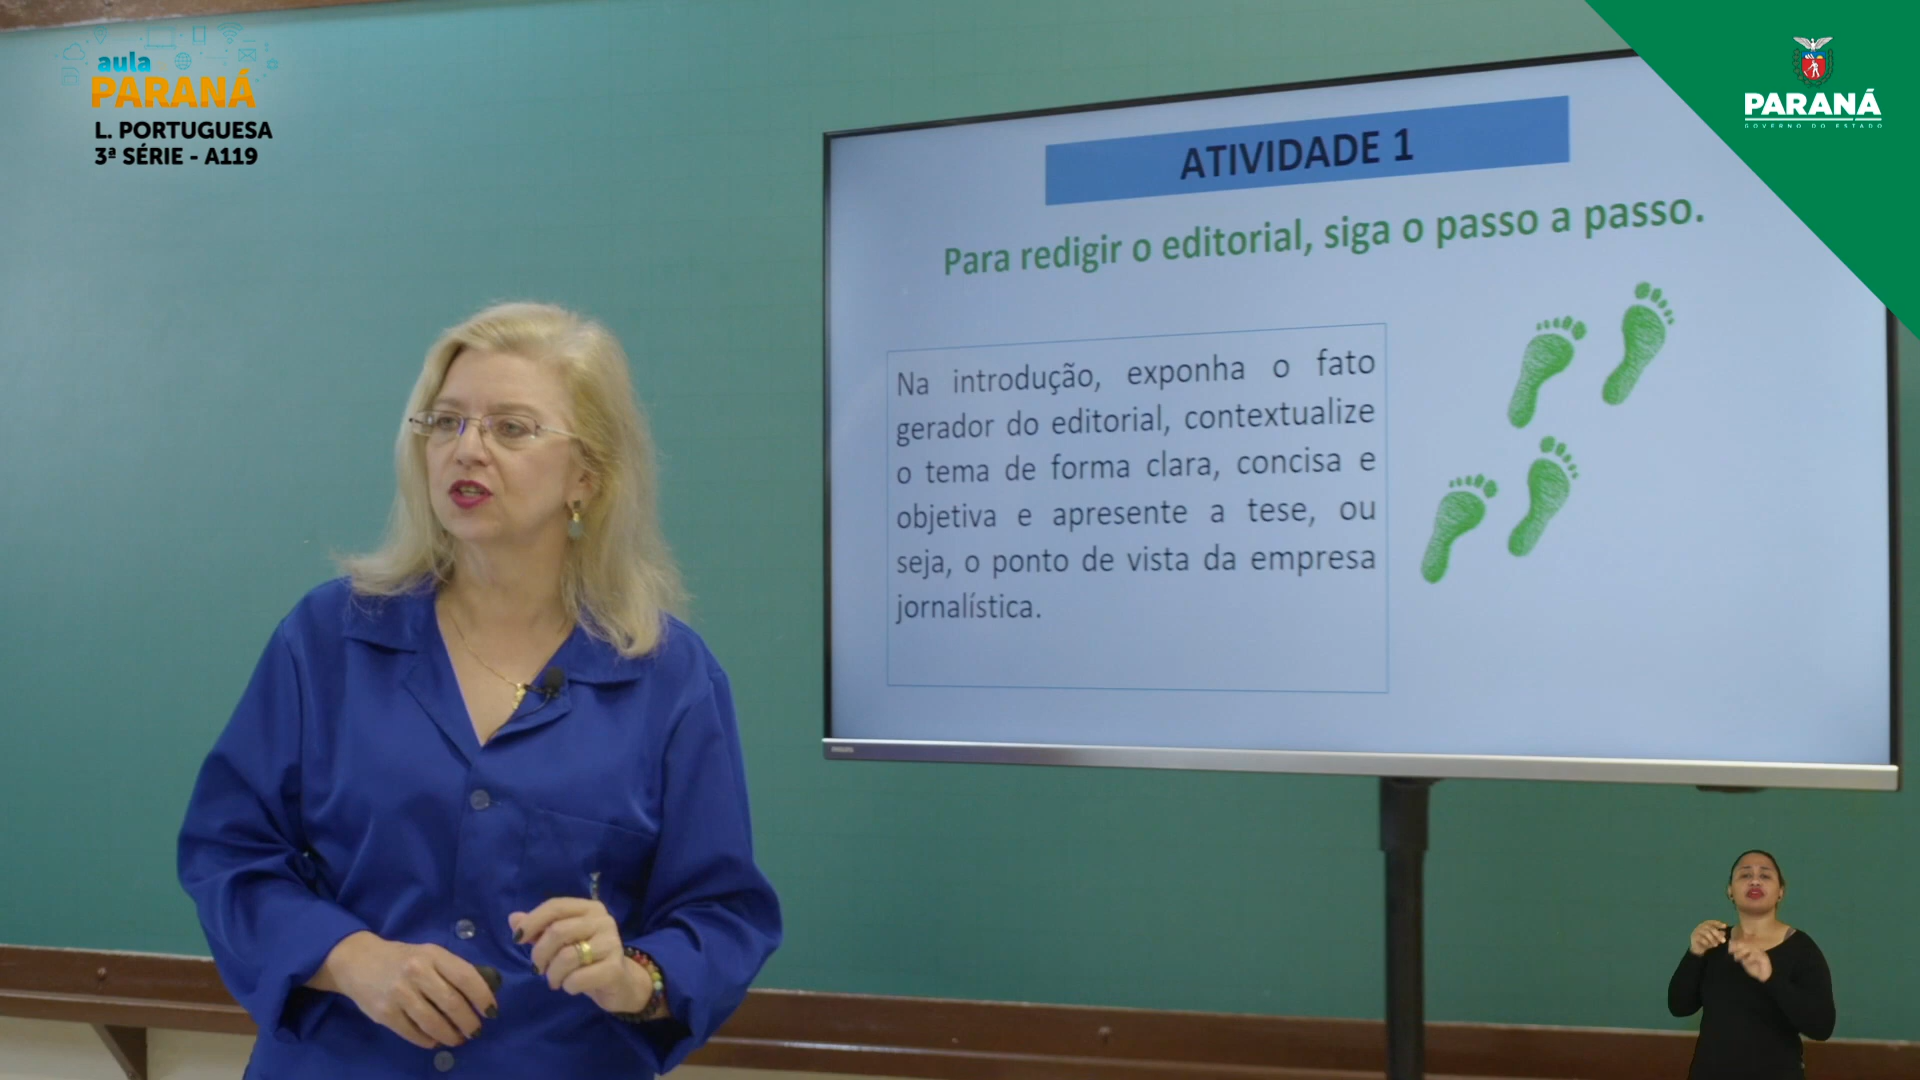 aula
PARANÁ
L. PORTUGUESA
3ª SÉRIE - A119
PARANÁ
GOVERNO DO ESTADO
ATIVIDADE 1
Para redigir o editorial, siga o passo a passo.
Na introdução, exponha o fato
gerador do editorial, contextualize
o tema de forma clara, concisa e
objetiva e apresente a tese, ou
seja, o ponto de vista da empresa
jornalística.
PHILIPS